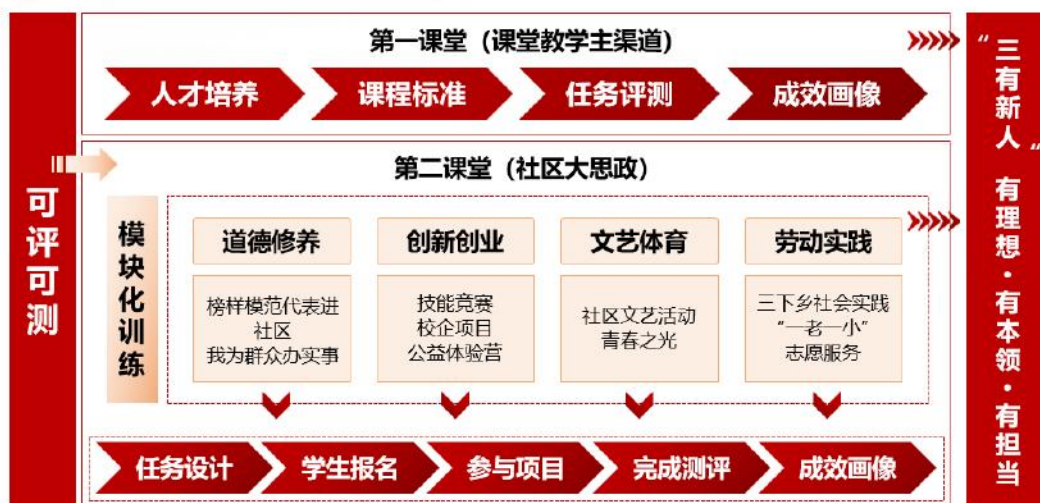 可评可测
第一课堂（课堂教学主渠道）
人才培养
课程标准
任务评测
成效画像
第二课堂（社区大思政）
模块化训练
道德修养
榜样模范代表进
社区
我为群众办实事
创新创业
技能竞赛
校企项目
公益体验营
文艺体育
社区文艺活动
青春之光
劳动实践
三下乡社会实践
“一老一小”
志愿服务
任务设计
学生报名
参与项目
完成测评
成效画像
“三有新人“ 有理想·有本领·有担当